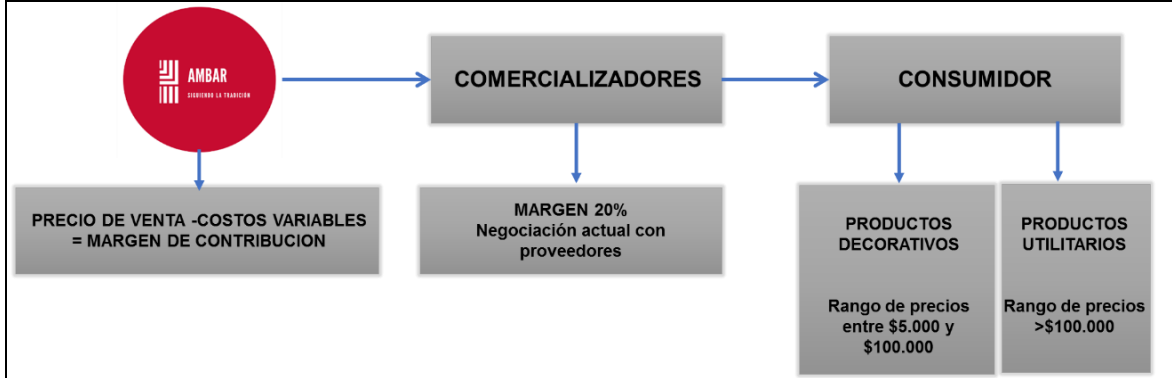 AMBAR
SIGUIENDO LA TRADICIÓN
COMERCIALIZADORES
CONSUMIDOR
PRECIO DE VENTA -COSTOS VARIABLES
= MARGEN DE CONTRIBUCION
MARGEN 20%
Negociación actual con
proveedores
PRODUCTOS
DECORATIVOS
Rango de precios
entre $5.000 y
$100.000
PRODUCTOS
UTILITARIOS
Rango de precios
>$100.000